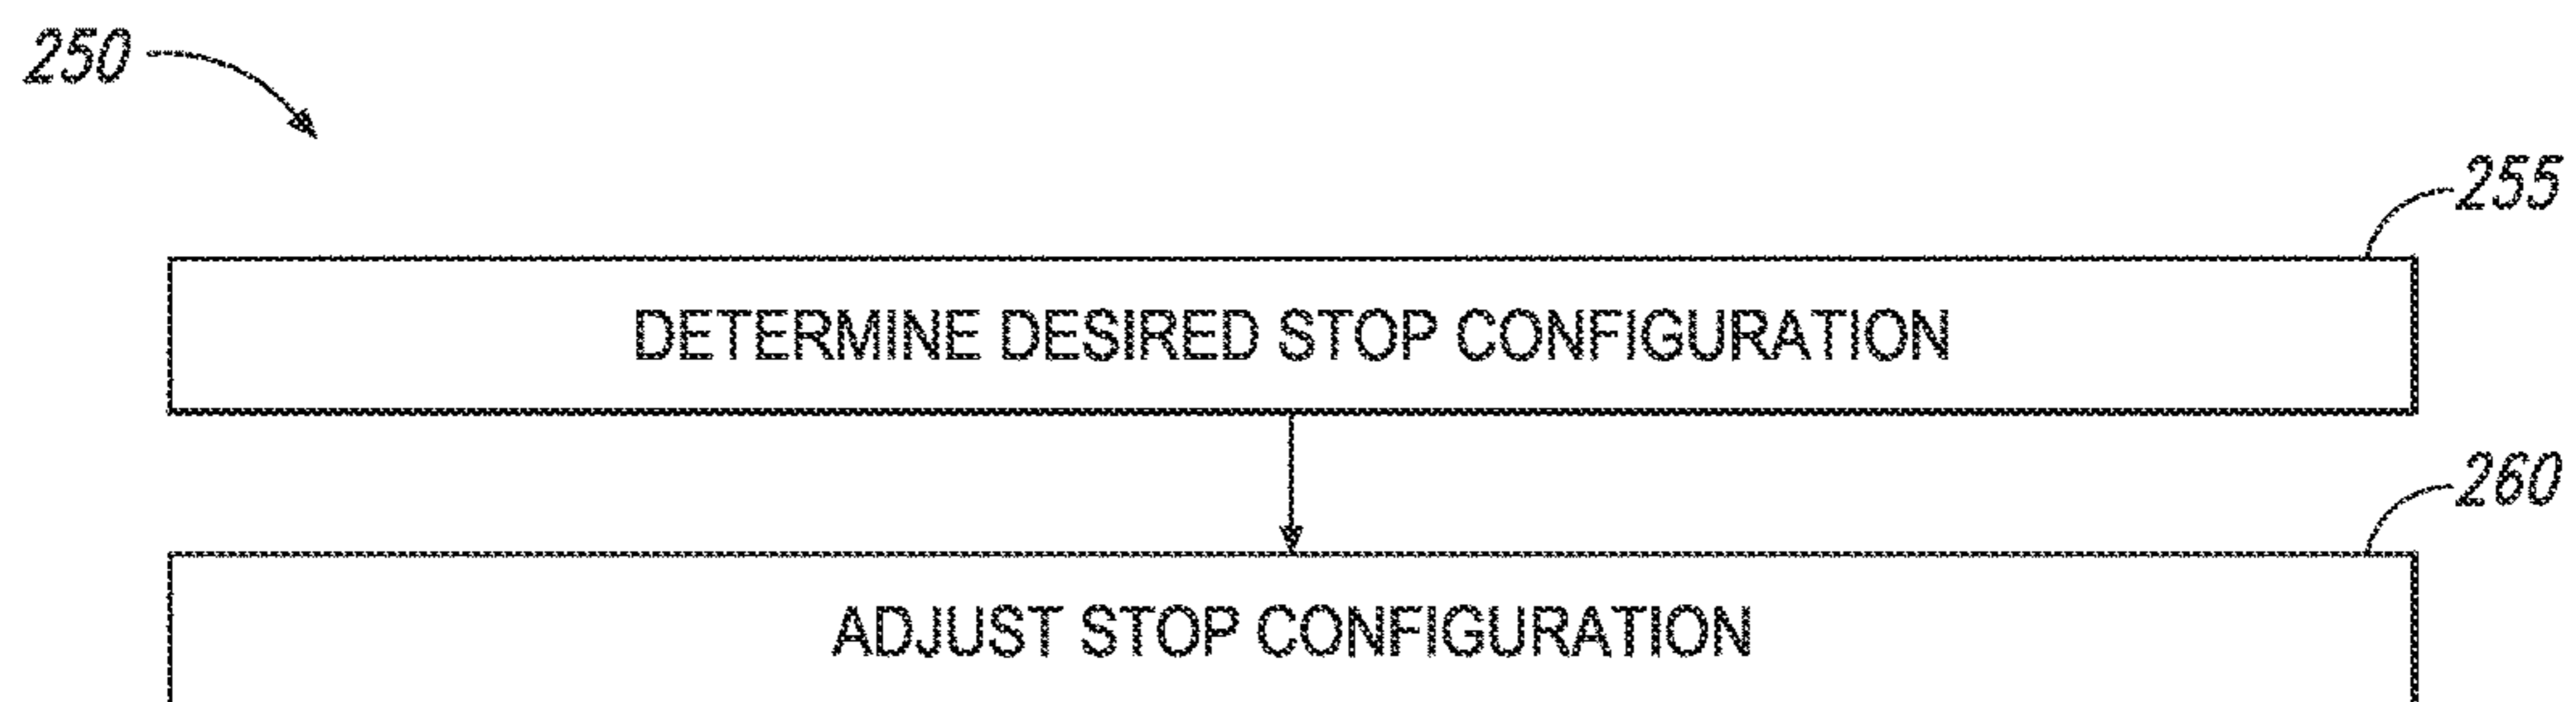 250
255
DETERMINE DESIRED STOP CONFIGURATION
260
ADJUST STOP CONFIGURATION